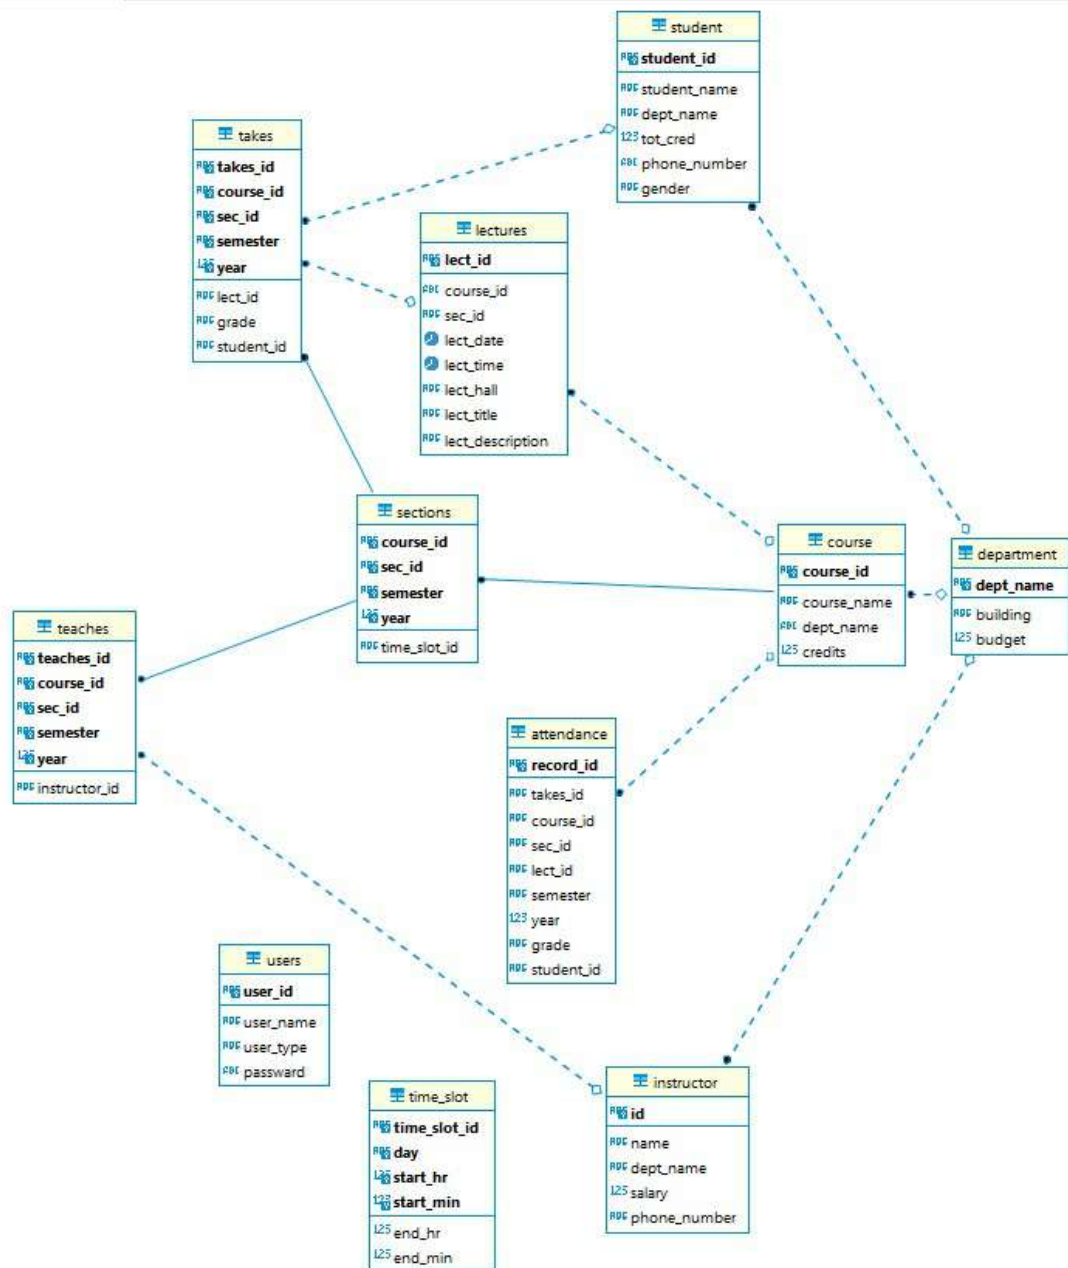 student
student_id
student_name
dept_name
tot_cred
phone_number
gender
takes
takes_id
course_id
sec_id
semester
year
lect_id
grade
student_id
lectures
lect_id
course_id
sec_id
lect_date
lect_time
lect_hall
lect_title
lect_description
sections
course_id
sec_id
semester
year
time_slot_id
course
course_id
course_name
dept_name
credits
department
dept_name
building
budget
teaches
teaches_id
course_id
sec_id
semester
year
instructor_id
attendance
record_id
takes_id
course_id
sec_id
lect_id
semester
year
grade
student_id
users
user_id
user_name
user_type
passward
time_slot
time_slot_id
day
start_hr
start_min
end_hr
end_min
instructor
id
name
dept_name
salary
phone_number